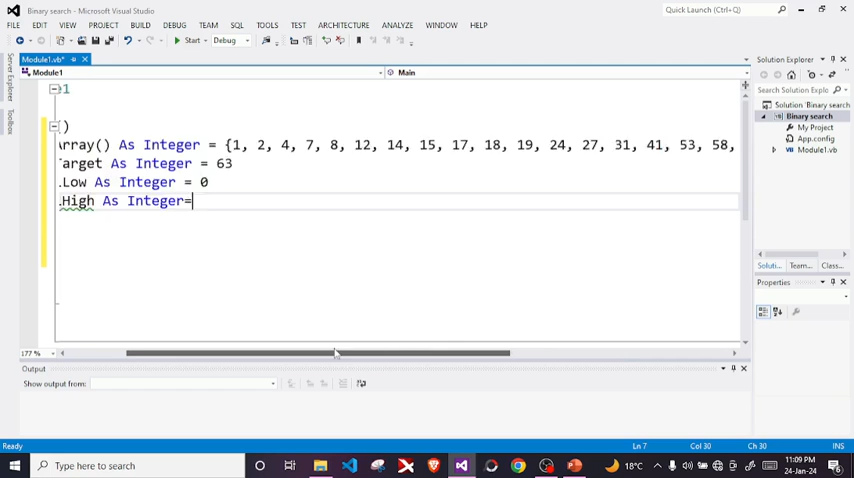 Binary search - Microsoft Visual Studio
Quick Launch (Ctrl+Q)
FILE EDIT VIEW PROJECT BUILD DEBUG TEAM SQL TOOLS TEST ARCHITECTURE ANALYZE WINDOW HELP
Start Debug
Module1.vb*
Solution Explorer
Module1
Main
Server Explorer
Toolbox
Search Solution Explo
Solution 'Binary search'
Binary search
My Project
App.config
Module1.vb
Soluti... Team... Class...
Properties
1
()
Array() As Integer = {1, 2, 4, 7, 8, 12, 14, 15, 17, 18, 19, 24, 27, 31, 41, 53, 58,
arget As Integer = 63
.Low As Integer = 0
.High As Integer=
177 %
Output
Show output from:
Ready
Ln 7 Col 30 Ch 30 INS
Type here to search
18°C
11:09 PM
24-Jan-24
6